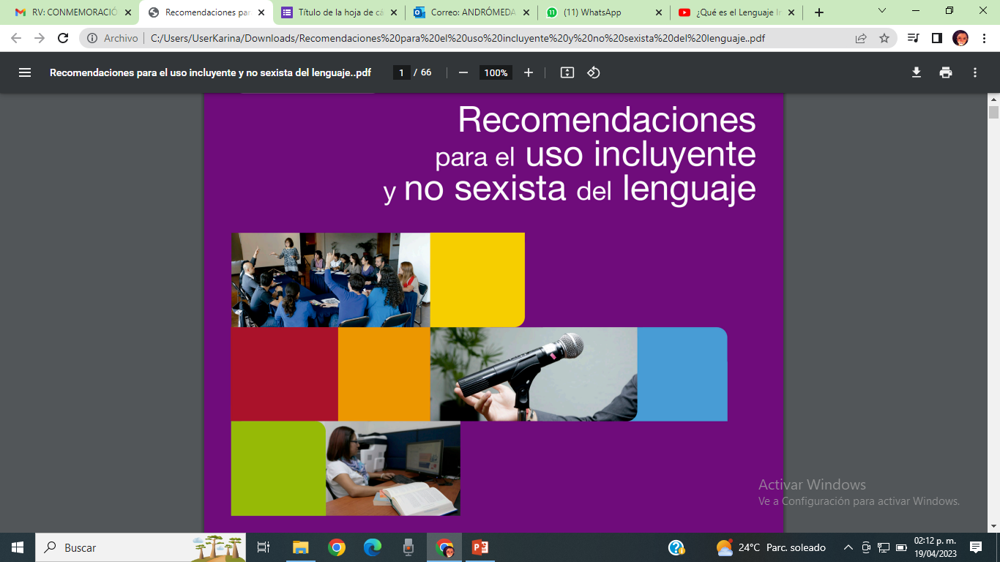 RV: CONMEMORACIÓ
Recomendaciones par
Título de la hoja de cá
Correo: ANDRÓMEDA
(11) WhatsApp
¿Qué es el Lenguaje In
Archivo
C:/Users/UserKarina/Downloads/Recomendaciones%20para%20el%20uso%20incluyente%20y%20no%20sexista%20del%20lenguaje..pdf
Recomendaciones para el uso incluyente y no sexista del lenguaje..pdf
1 / 66
100%
Recomendaciones
para el uso incluyente
y no sexista del lenguaje
Activar Windows
Ve a Configuración para activar Windows.
Buscar
24°C Parc. soleado
02:12 p. m.
19/04/2023